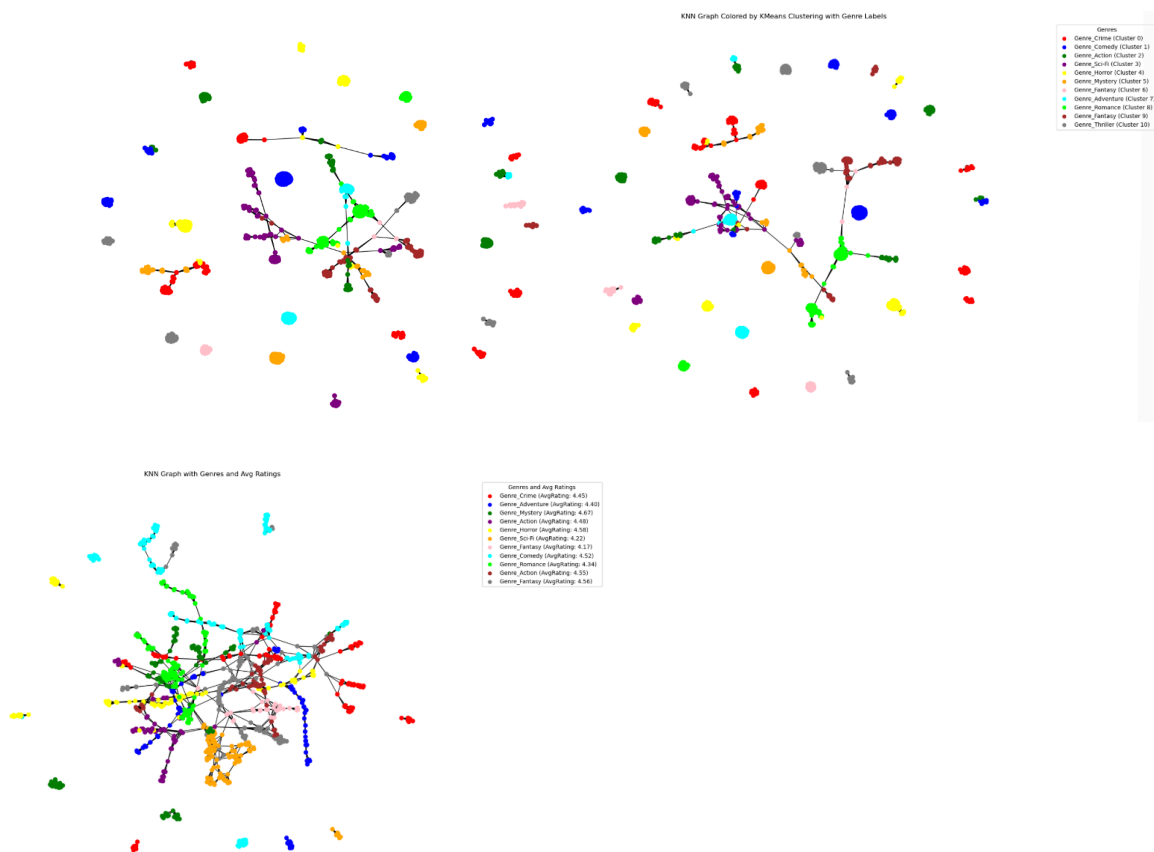 KNN Graph Colored by KMeans Clustering with Genre Labels
Genres
Genre_Crime (Cluster 0)
Genre_Comedy (Cluster 1)
Genre_Action (Cluster 2)
Genre_Sci-Fi (Cluster 3)
Genre_Horror (Cluster 4)
Genre_Mystery (Cluster 5)
Genre_Fantasy (Cluster 6)
Genre_Adventure (Cluster 7)
Genre_Romance (Cluster 8)
Genre_Fantasy (Cluster 9)
Genre_Thriller (Cluster 10)
KNN Graph with Genres and Avg Ratings
Genres and Avg Ratings
Genre_Crime (AvgRating: 4.45)
Genre_Adventure (AvgRating: 4.40)
Genre_Mystery (AvgRating: 4.67)
Genre_Action (AvgRating: 4.48)
Genre_Horror (AvgRating: 4.58)
Genre_Sci-Fi (AvgRating: 4.22)
Genre_Fantasy (AvgRating: 4.17)
Genre_Comedy (AvgRating: 4.52)
Genre_Romance (AvgRating: 4.34)
Genre_Action (AvgRating: 4.55)
Genre_Fantasy (AvgRating: 4.56)